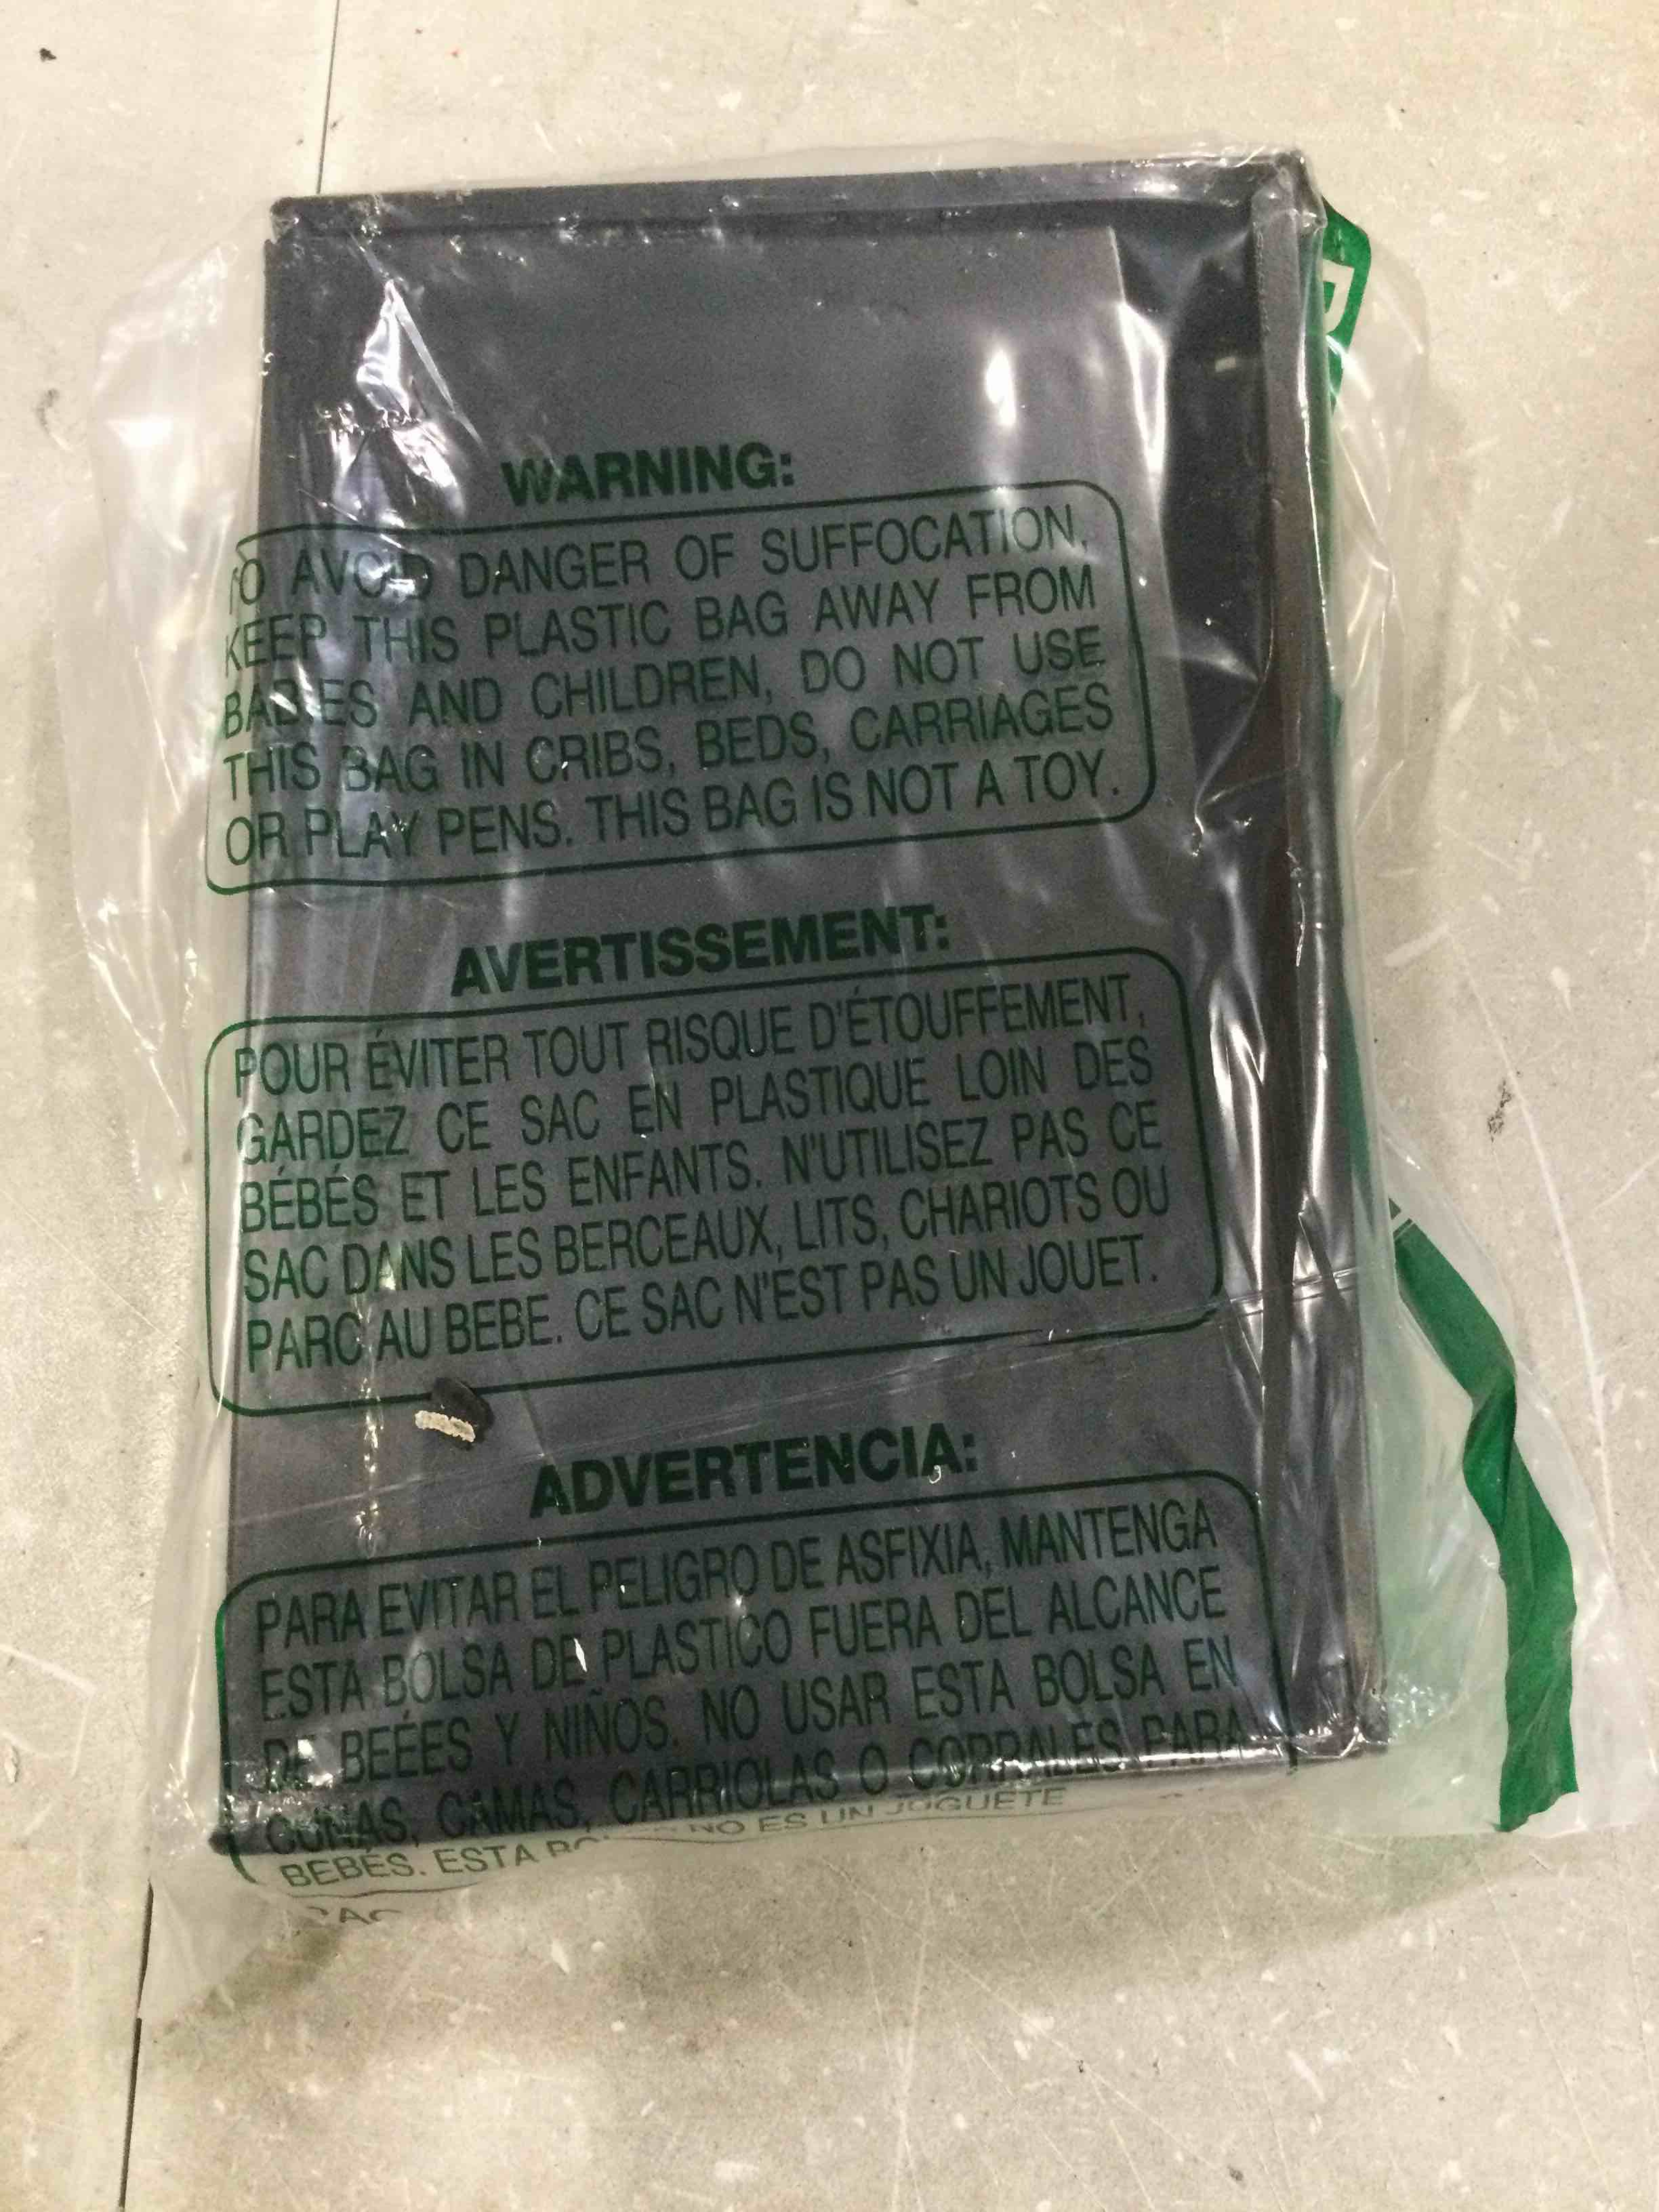 WARNING:
TO AVOID DANGER OF SUFFOCATION,
KEEP THIS PLASTIC BAG AWAY FROM
BABIES AND CHILDREN, DO NOT USE
THIS BAG IN CRIBS, BEDS, CARRIAGES
OR PLAY PENS. THIS BAG IS NOT A TOY.
AVERTISSEMENT:
POUR ÉVITER TOUT RISQUE D'ÉTOUFFEMENT,
GARDEZ CE SAC EN PLASTIQUE LOIN DES
BÉBÉS ET LES ENFANTS. N'UTILISEZ PAS CE
SAC DANS LES BERCEAUX, LITS, CHARIOTS OU
PARC AU BEBE. CE SAC N'EST PAS UN JOUET.
ADVERTENCIA:
PARA EVITAR EL PELIGRO DE ASFIXIA, MANTENGA
ESTA BOLSA DE PLASTICO FUERA DEL ALCANCE
DE BEÉES Y NIÑOS. NO USAR ESTA BOLSA EN
CUNAS, CAMAS, CARRIOLAS O CORRALES PARA
BEBÉS. ESTA NO ES UN JUGUETE